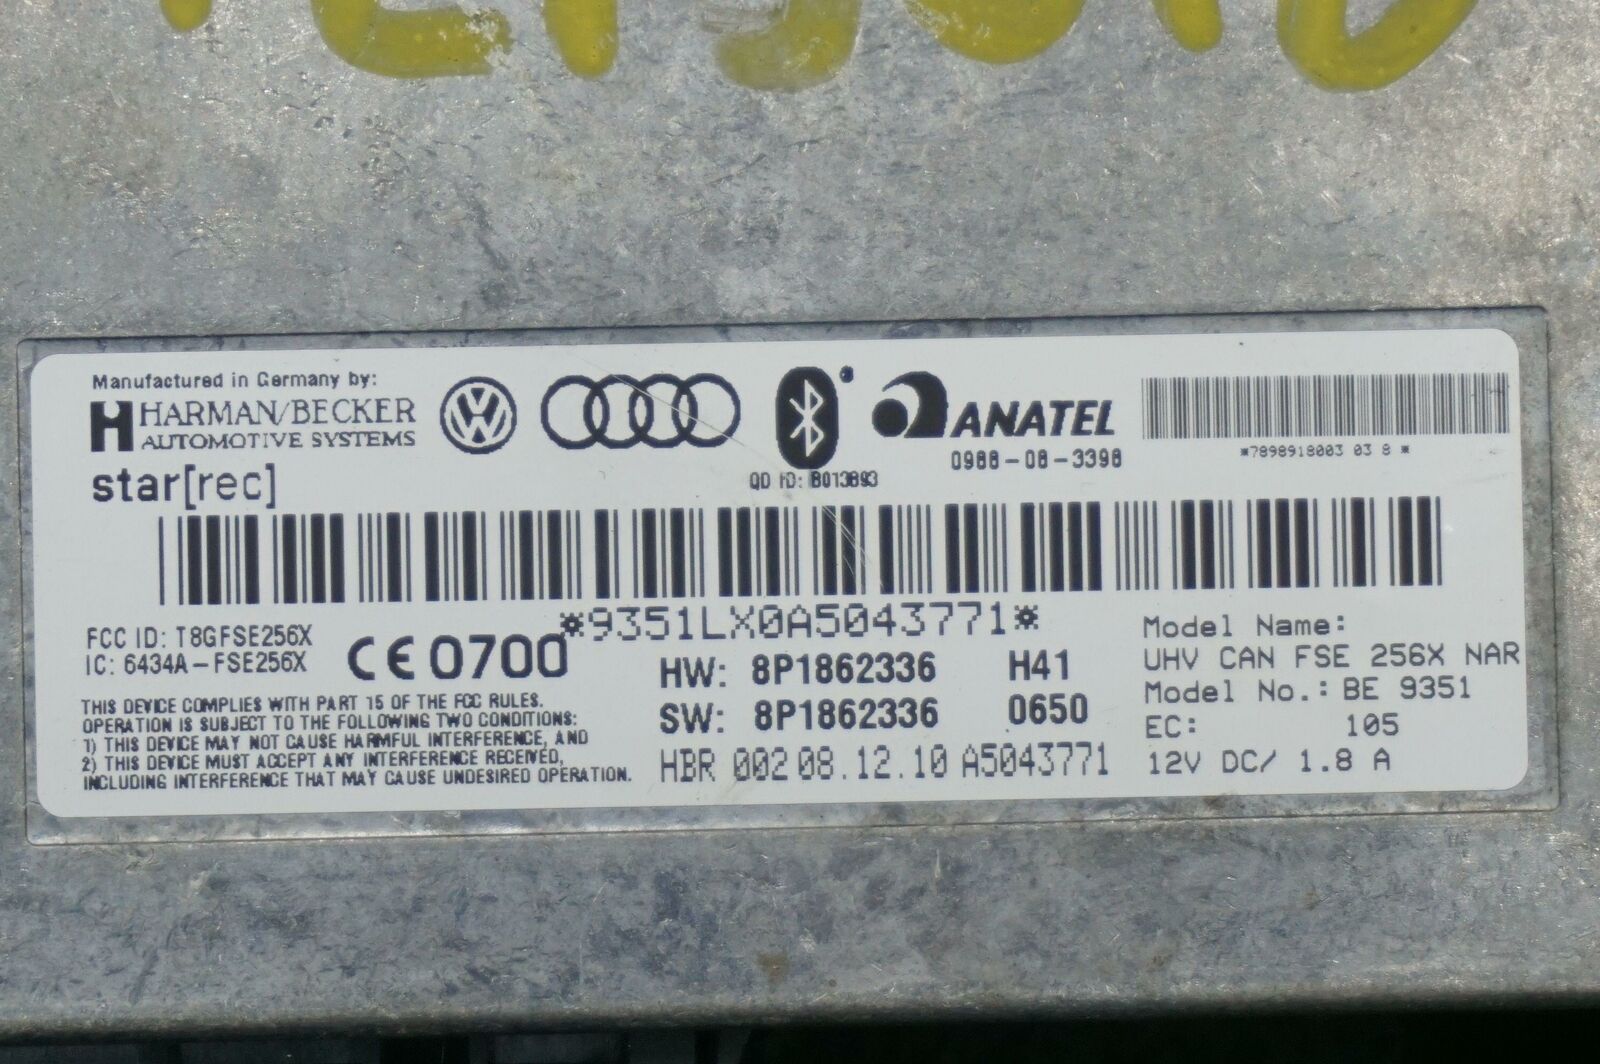 Manufactured in Germany by:
HARMAN/BECKER
AUTOMOTIVE SYSTEMS
star[rec]
QD ID: B013893
ANATEL
0988-08-3398
*7898918003 03 8 *
*9351LX0A5043771*
FCC ID: T8GFSE256X
IC: 6434A-FSE256X
CE 0700
THIS DEVICE COMPLIES WITH PART 15 OF THE FCC RULES.
OPERATION IS SUBJECT TO THE FOLLOWING TWO CONDITIONS:
1) THIS DEVICE MAY NOT CAUSE HARMFUL INTERFERENCE, AND
2) THIS DEVICE MUST ACCEPT ANY INTERFERENCE RECEIVED,
INCLUDING INTERFERENCE THAT MAY CAUSE UNDESIRED OPERATION.
HW: 8P1862336 H41
SW: 8P1862336 0650
HBR 002 08.12.10 A5043771
Model Name:
UHV CAN FSE 256X NAR
Model No.: BE 9351
EC: 105
12V DC/ 1.8 A